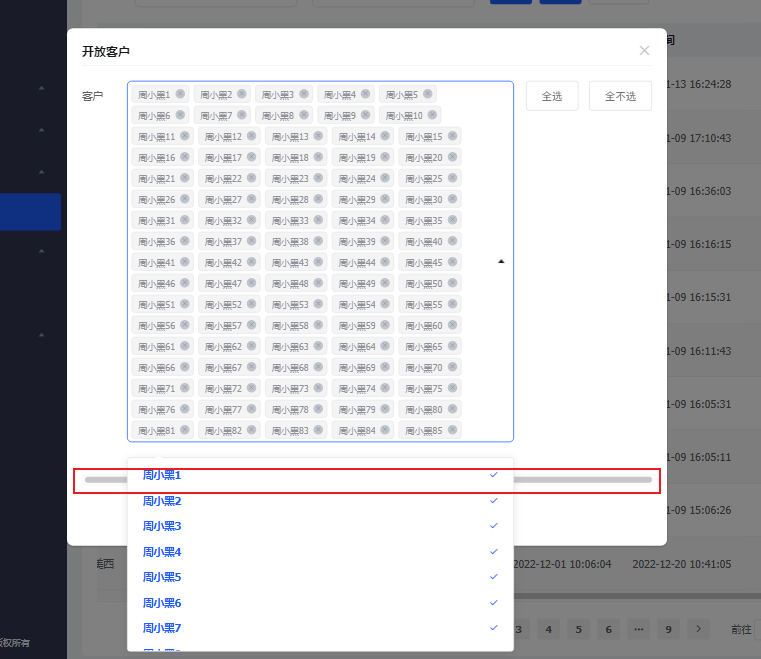 间
开放客户
客户
周小黑1 周小黑2 周小黑3 周小黑4 周小黑5
全选 全不选
1-13 16:24:28
周小黑6 周小黑7 周小黑8 周小黑9 周小黑10
周小黑11 周小黑12 周小黑13 周小黑14 周小黑15
1-09 17:10:43
周小黑16 周小黑17 周小黑18 周小黑19 周小黑20
周小黑21 周小黑22 周小黑23 周小黑24 周小黑25
1-09 16:36:03
周小黑26 周小黑27 周小黑28 周小黑29 周小黑30
周小黑31 周小黑32 周小黑33 周小黑34 周小黑35
周小黑36 周小黑37 周小黑38 周小黑39 周小黑40
1-09 16:16:15
周小黑41 周小黑42 周小黑43 周小黑44 周小黑45
周小黑46 周小黑47 周小黑48 周小黑49 周小黑50
1-09 16:15:31
周小黑51 周小黑52 周小黑53 周小黑54 周小黑55
周小黑56 周小黑57 周小黑58 周小黑59 周小黑60
周小黑61 周小黑62 周小黑63 周小黑64 周小黑65
1-09 16:11:43
周小黑66 周小黑67 周小黑68 周小黑69 周小黑70
周小黑71 周小黑72 周小黑73 周小黑74 周小黑75
1-09 16:05:31
周小黑76 周小黑77 周小黑78 周小黑79 周小黑80
周小黑81 周小黑82 周小黑83 周小黑84 周小黑85
1-09 16:05:11
周小黑1
周小黑2
1-09 15:06:26
周小黑3
周小黑4
西 2022-12-01 10:06:04 2022-12-20 10:41:05
周小黑5
周小黑6
周小黑7
3 4 5 6 ··· 9 前往
权所有